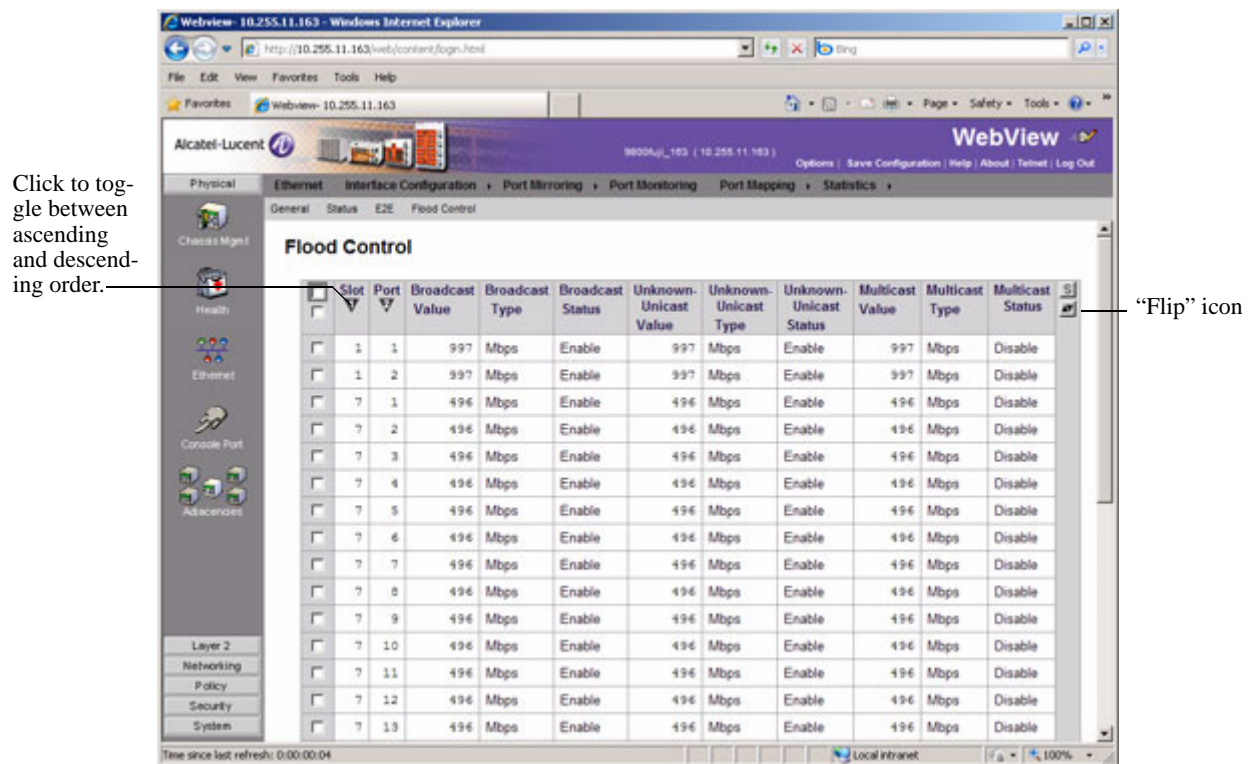 Webview- 10.255.11.163 - Windows Internet Explorer
http://10.255.11.163/web/content/login.html
Bing
File Edit View Favorites Tools Help
Favorites Webview- 10.255.11.163 Page Safety Tools
Alcatel-Lucent
WebView
( 10.255.11.163 )
Options | Save Configuration | Help | About | Telnet | Log Out
Physical Ethernet Interface Configuration Port Mirroring Port Monitoring Port Mapping Statistics
General Status E2E Flood Control
Click to tog-
gle between
ascending
and descend-
ing order.
Chassis Mgmt
Health
Ethernet
Console Port
Adjacencies
Layer 2
Networking
Policy
Security
System
Flood Control
Slot Port Broadcast Value Broadcast Type Broadcast Status Unknown-Unicast Value Unknown-Unicast Type Unknown-Unicast Status Multicast Value Multicast Type Multicast Status S
"Flip" icon
1 1 997 Mbps Enable 997 Mbps Enable 997 Mbps Disable
1 2 997 Mbps Enable 997 Mbps Enable 997 Mbps Disable
7 1 496 Mbps Enable 496 Mbps Enable 496 Mbps Disable
7 2 496 Mbps Enable 496 Mbps Enable 496 Mbps Disable
7 3 496 Mbps Enable 496 Mbps Enable 496 Mbps Disable
7 4 496 Mbps Enable 496 Mbps Enable 496 Mbps Disable
7 5 496 Mbps Enable 496 Mbps Enable 496 Mbps Disable
7 6 496 Mbps Enable 496 Mbps Enable 496 Mbps Disable
7 7 496 Mbps Enable 496 Mbps Enable 496 Mbps Disable
7 8 496 Mbps Enable 496 Mbps Enable 496 Mbps Disable
7 9 496 Mbps Enable 496 Mbps Enable 496 Mbps Disable
7 10 496 Mbps Enable 496 Mbps Enable 496 Mbps Disable
7 11 496 Mbps Enable 496 Mbps Enable 496 Mbps Disable
7 12 496 Mbps Enable 496 Mbps Enable 496 Mbps Disable
7 13 496 Mbps Enable 496 Mbps Enable 496 Mbps Disable
Time since last refresh: 0:00:00:04 Local intranet 100%